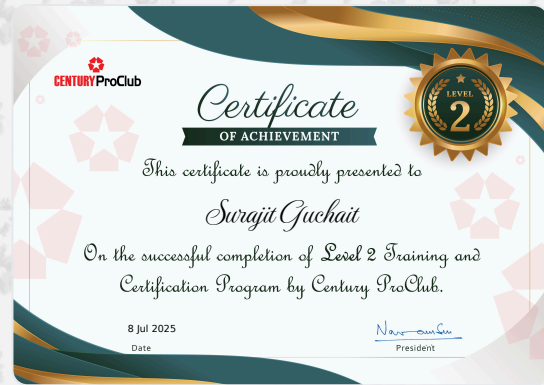 CENTURY ProClub
LEVEL
2
Certificate
OF ACHIEVEMENT
This certificate is proudly presented to
Surajit Guchait
On the successful completion of Level 2 Training and
Certification Program by Century ProClub.
8 Jul 2025
Date
President